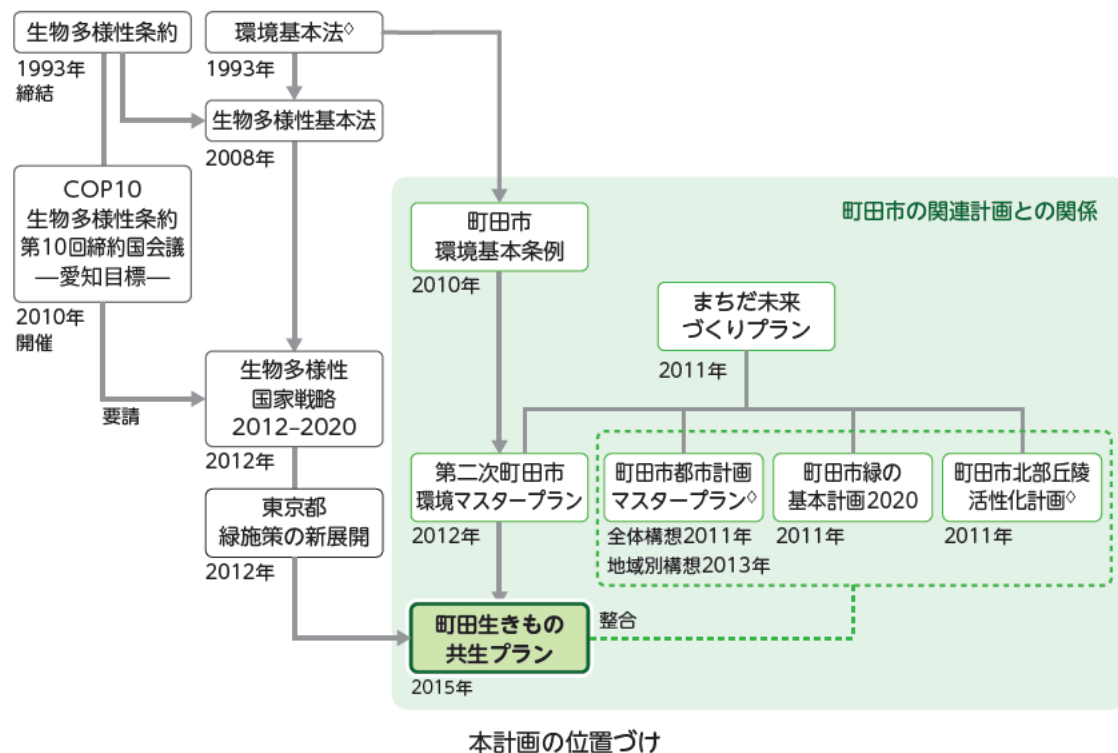 生物多様性条約
1993年
締結
環境基本法◇
1993年
生物多様性基本法
2008年
COP10
生物多様性条約
第10回締約国会議
―愛知目標―
2010年
開催
要請
生物多様性
国家戦略
2012–2020
2012年
東京都
緑施策の新展開
2012年
町田市の関連計画との関係
町田市
環境基本条例
2010年
まちだ未来
づくりプラン
2011年
第二次町田市
環境マスタープラン
2012年
町田市都市計画
マスタープラン◇
全体構想2011年
地域別構想2013年
町田市緑の
基本計画2020
2011年
町田市北部丘陵
活性化計画◇
2011年
町田生きもの
共生プラン
2015年
整合
本計画の位置づけ